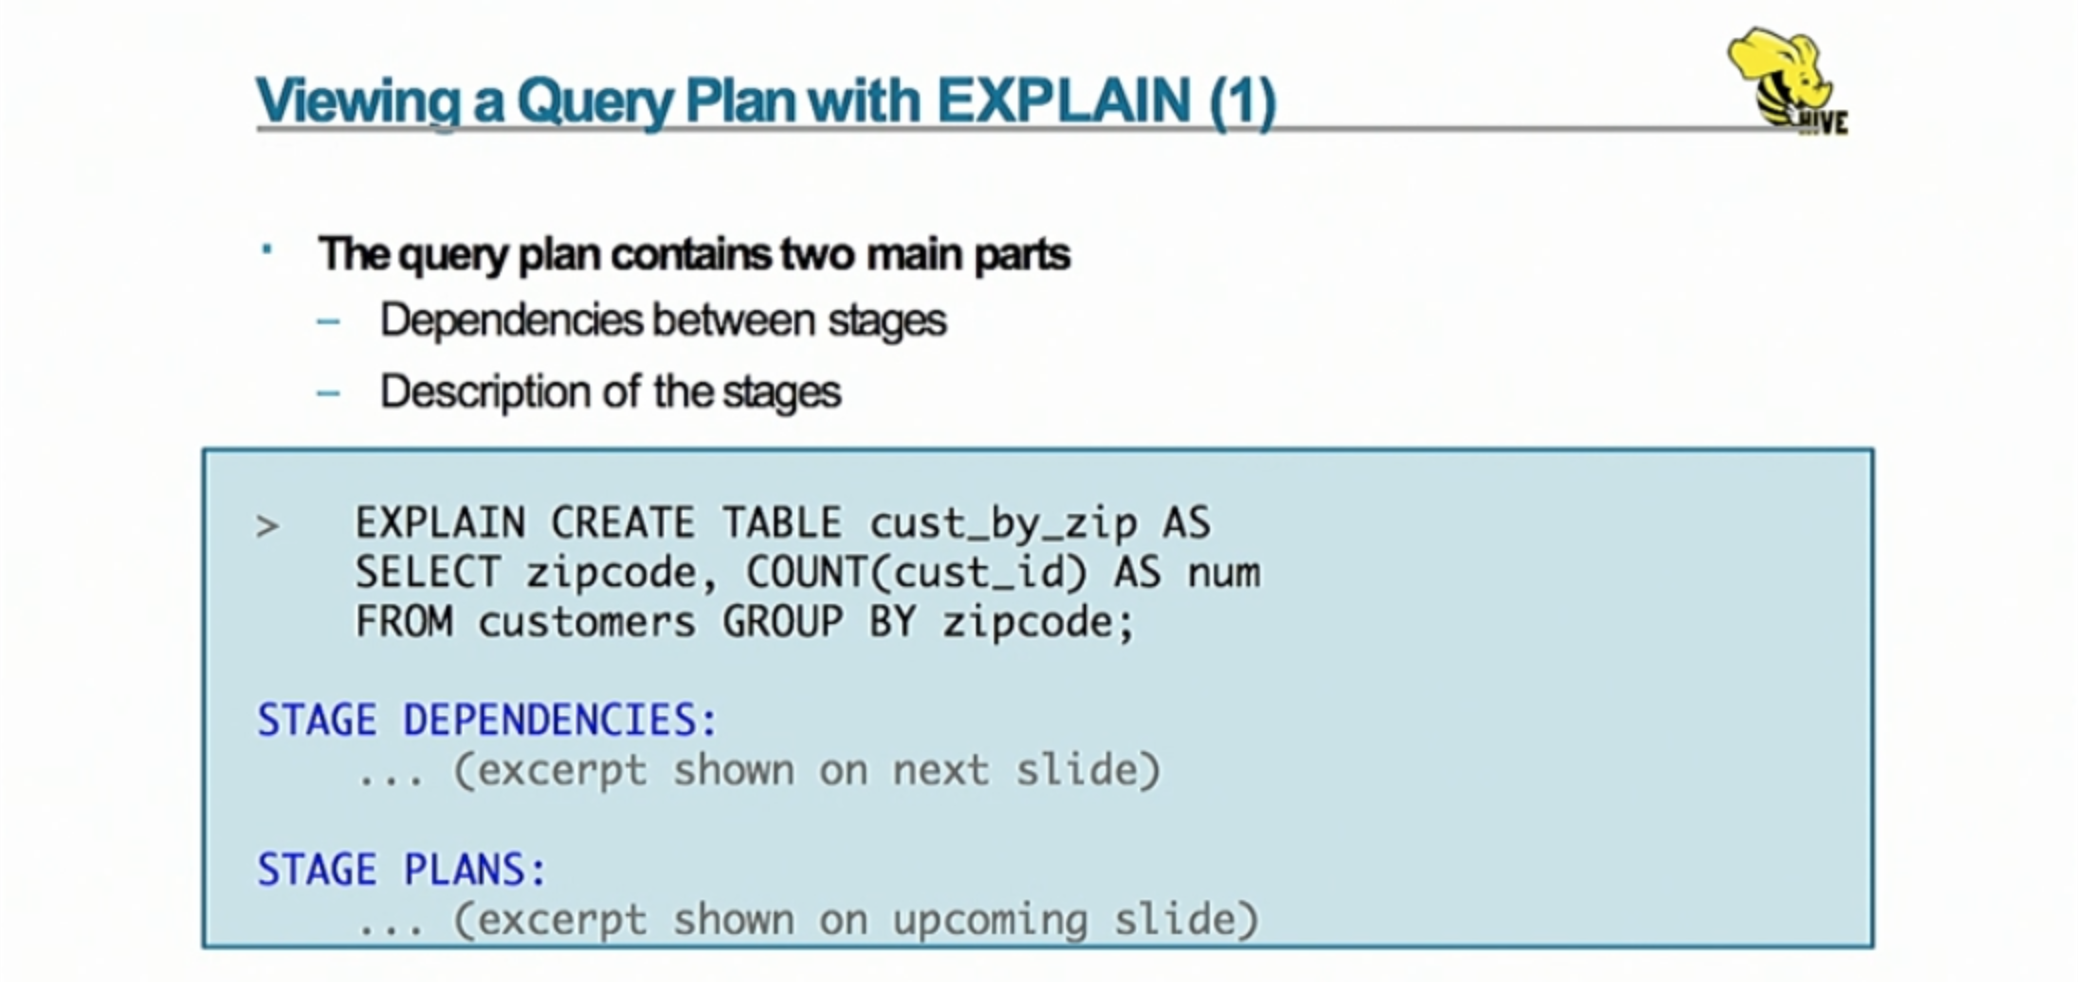 Viewing a Query Plan with EXPLAIN (1)
HIVE
· The query plan contains two main parts
– Dependencies between stages
– Description of the stages
> EXPLAIN CREATE TABLE cust_by_zip AS
SELECT zipcode, COUNT(cust_id) AS num
FROM customers GROUP BY zipcode;
STAGE DEPENDENCIES:
... (excerpt shown on next slide)
STAGE PLANS:
... (excerpt shown on upcoming slide)